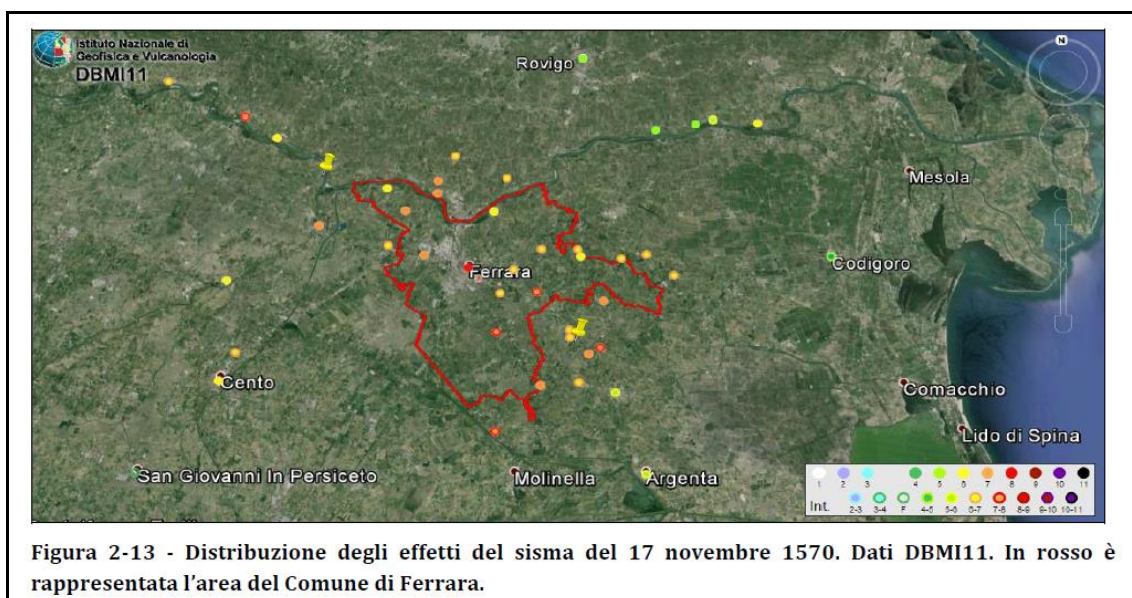 Istituto Nazionale di
Geofisica e Vulcanologia
DBMI11
N
Rovigo
Mesola
Ferrara
Codigoro
Cento
Comacchio
Lido di Spina
San Giovanni In Persiceto
Molinella
Argenta
1 2 3 4 5 6 7 8 9 10 11
Int.
2-3 3-4 F 4-5 5-6 6-7 7-8 8-9 9-10 10-11
Figura 2-13 - Distribuzione degli effetti del sisma del 17 novembre 1570. Dati DBMI11. In rosso è
rappresentata l'area del Comune di Ferrara.